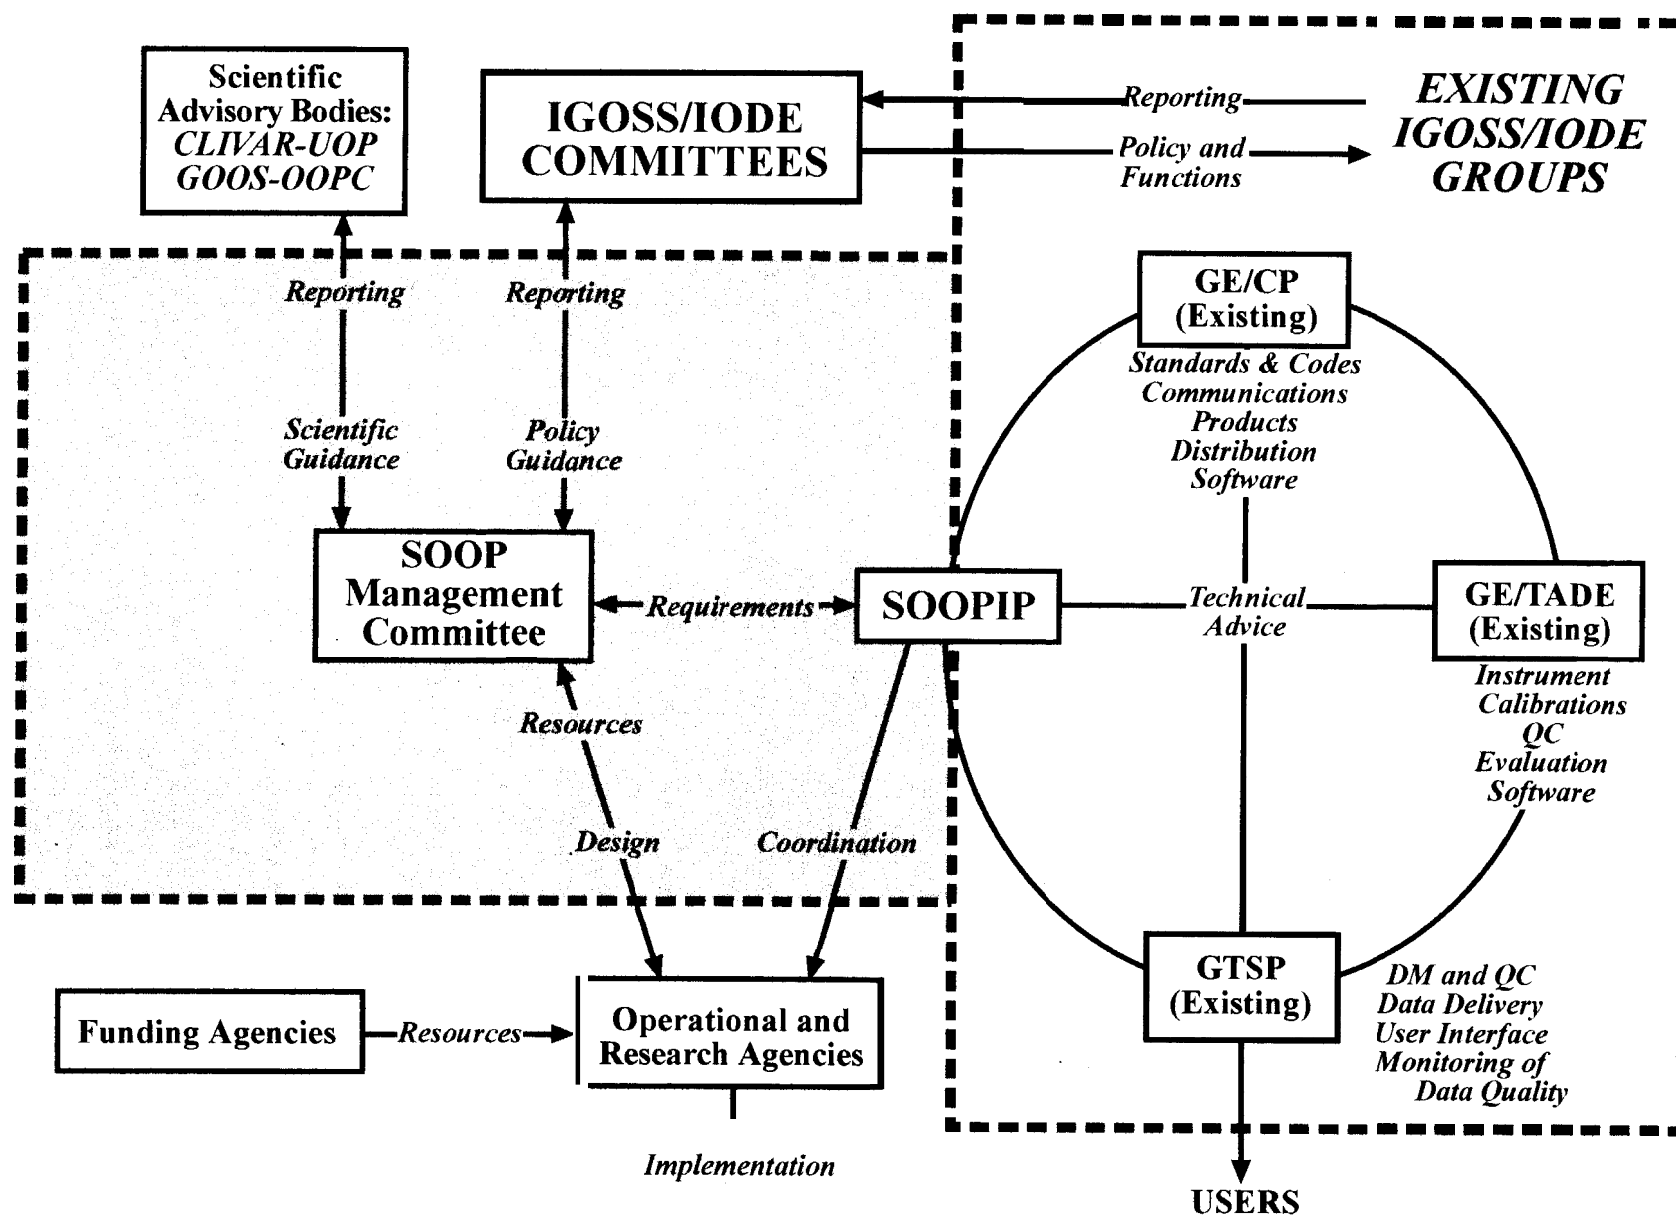 Scientific
Advisory Bodies:
CLIVAR-UOP
GOOS-OOPC
IGOSS/IODE
COMMITTEES
Reporting
Policy and
Functions
EXISTING
IGOSS/IODE
GROUPS
Reporting
Reporting
Scientific
Guidance
Policy
Guidance
GE/CP
(Existing)
Standards & Codes
Communications
Products
Distribution
Software
SOOP
Management
Committee
Requirements
SOOPIP
Technical
Advice
GE/TADE
(Existing)
Instrument
Calibrations
QC
Evaluation
Software
Resources
Design
Coordination
Funding Agencies
Resources
Operational and
Research Agencies
Implementation
GTSP
(Existing)
DM and QC
Data Delivery
User Interface
Monitoring of
Data Quality
USERS